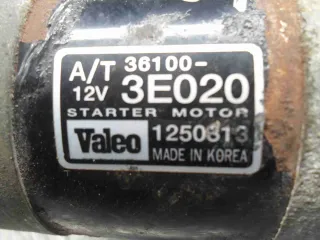 A/T 36100-
12V 3E020
STARTER MOTOR
Valeo 1250313
MADE IN KOREA